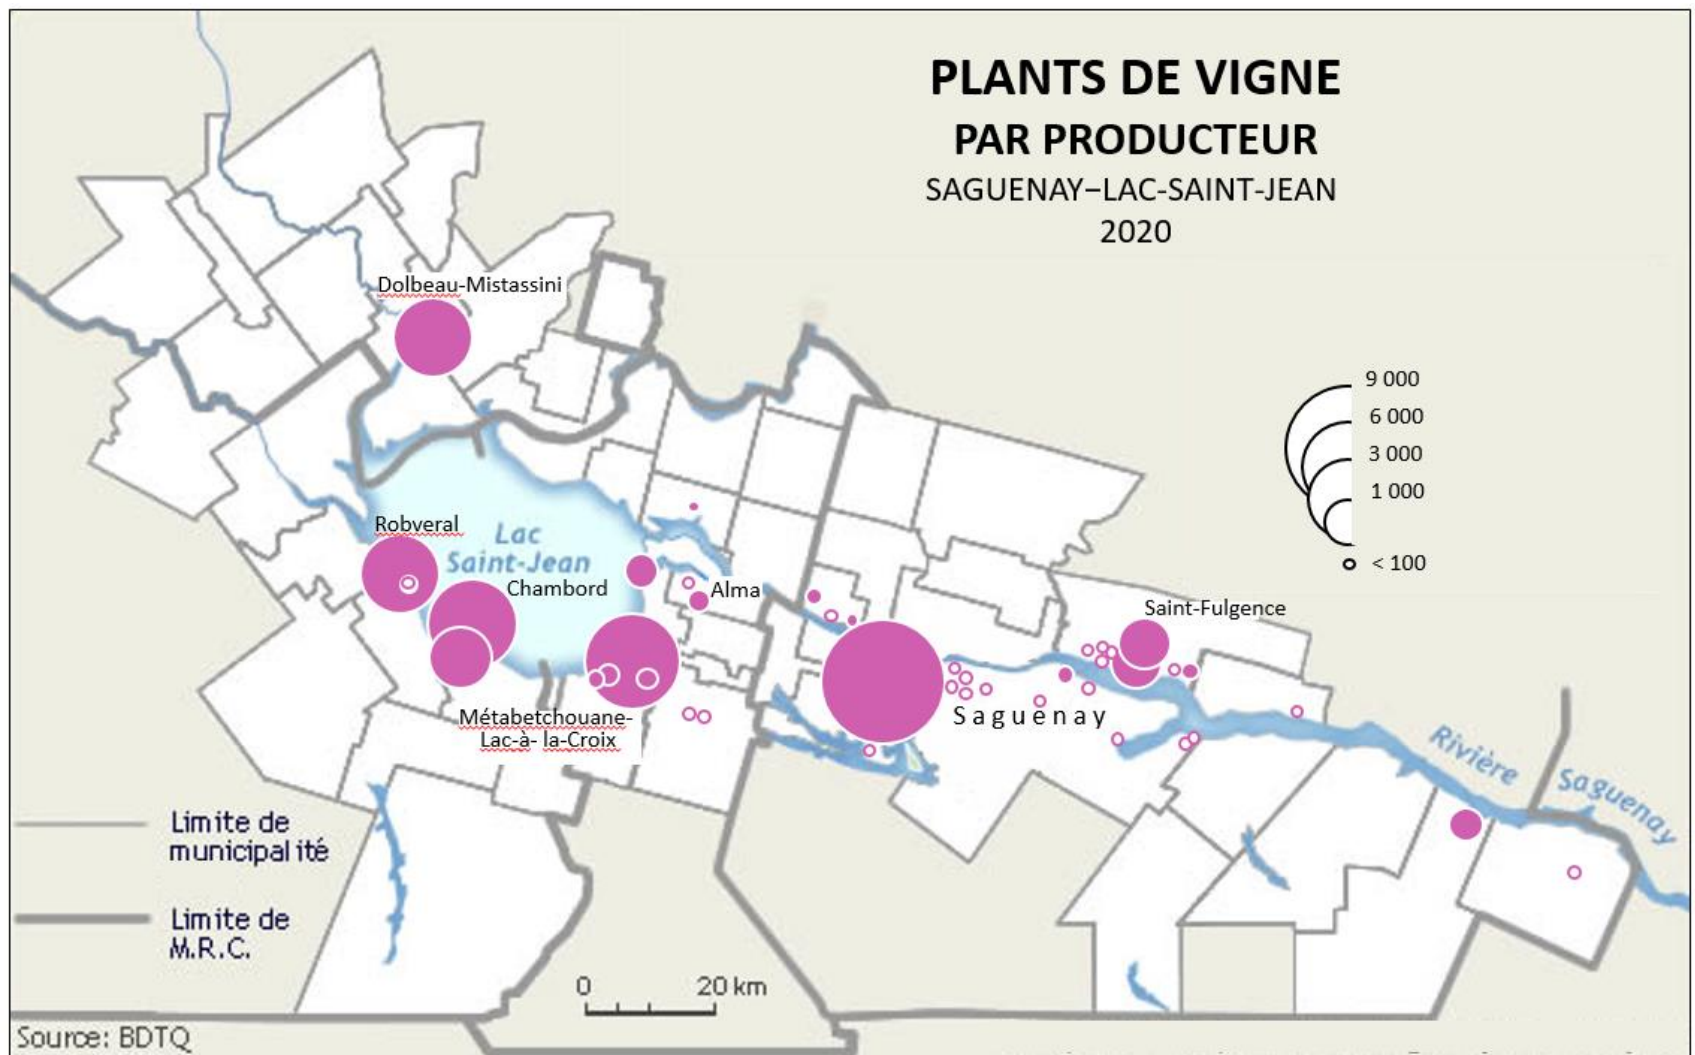 PLANTS DE VIGNE
PAR PRODUCTEUR
SAGUENAY–LAC-SAINT-JEAN
2020
Dolbeau-Mistassini
9 000
6 000
3 000
1 000
< 100
Robveral
Lac
Saint-Jean
Chambord
Alma
Saint-Fulgence
Saguenay
Métabetchouane-
Lac-à- la-Croix
Rivière Saguenay
Limite de
municipalité
Limite de
M.R.C.
0 20 km
Source: BDTQ